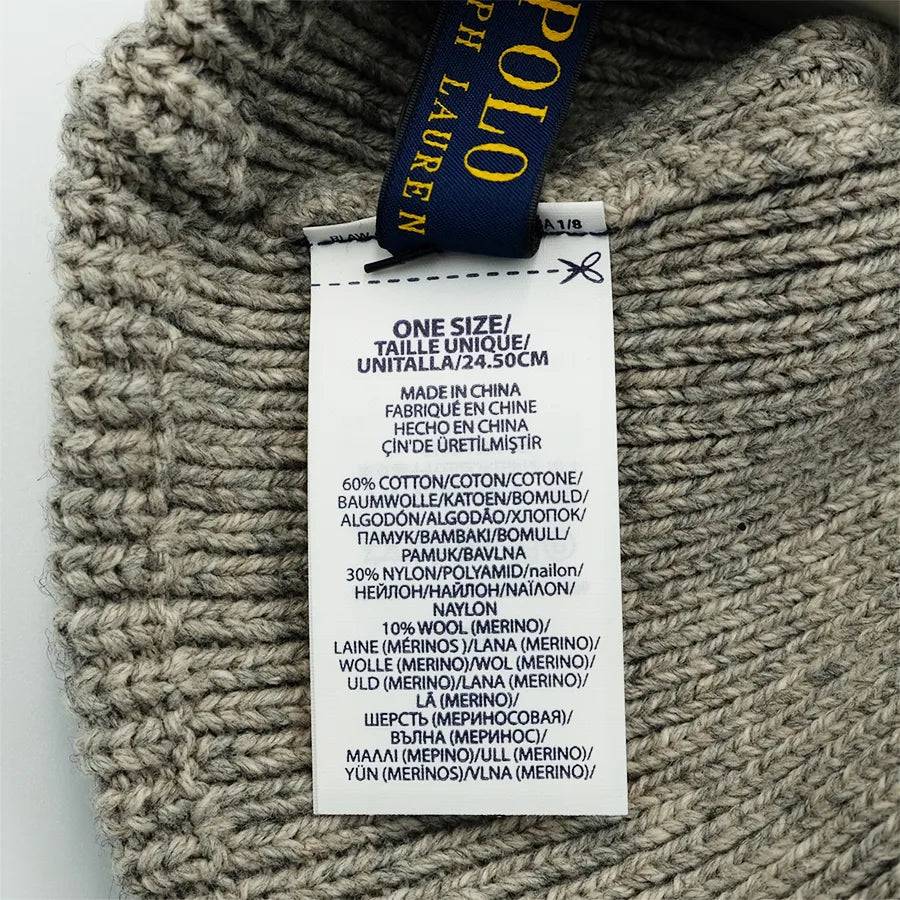 POLO
PH LAUREN
A 1/8
ONE SIZE/
TAILLE UNIQUE/
UNITALLA/24.50CM
MADE IN CHINA
FABRIQUÉ EN CHINE
HECHO EN CHINA
ÇIN'DE ÜRETİLMİŞTİR
60% COTTON/COTON/COTONE/
BAUMWOLLE/KATOEN/BOMULD/
ALGODÓN/ALGODÃO/ХЛОПОК/
ПАМУК/BAMBAKI/BOMULL/
PAMUK/BAVLNA
30% NYLON/POLYAMID/nailon/
НЕЙЛОН/НАЙЛОН/ΝΑΪΛΟΝ/
NAYLON
10% WOOL (MERINO)/
LAINE (MÉRINOS )/LANA (MERINO)/
WOLLE (MERINO)/WOL (MERINO)/
ULD (MERINO)/LANA (MERINO)/
LÃ (MERINO)/
ШЕРСТЬ (МЕРИНОСОВАЯ)/
ВЪЛНА (МЕРИНОС)/
ΜΑΛΛΙ (ΜΕΡΙΝΟ)/ULL (MERINO)/
YÜN (MERİNOS)/VLNA (MERINO)/